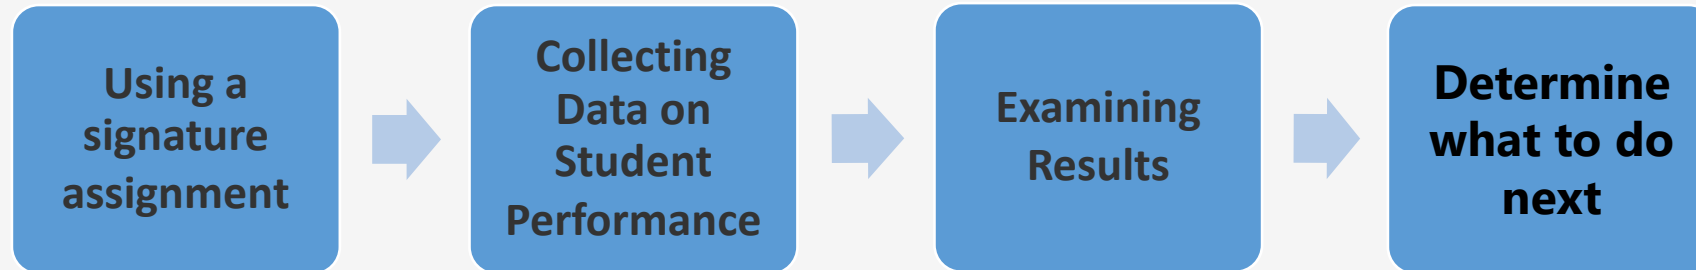 Using a
signature
assignment
Collecting
Data on
Student
Performance
Examining
Results
Determine
what to do
next